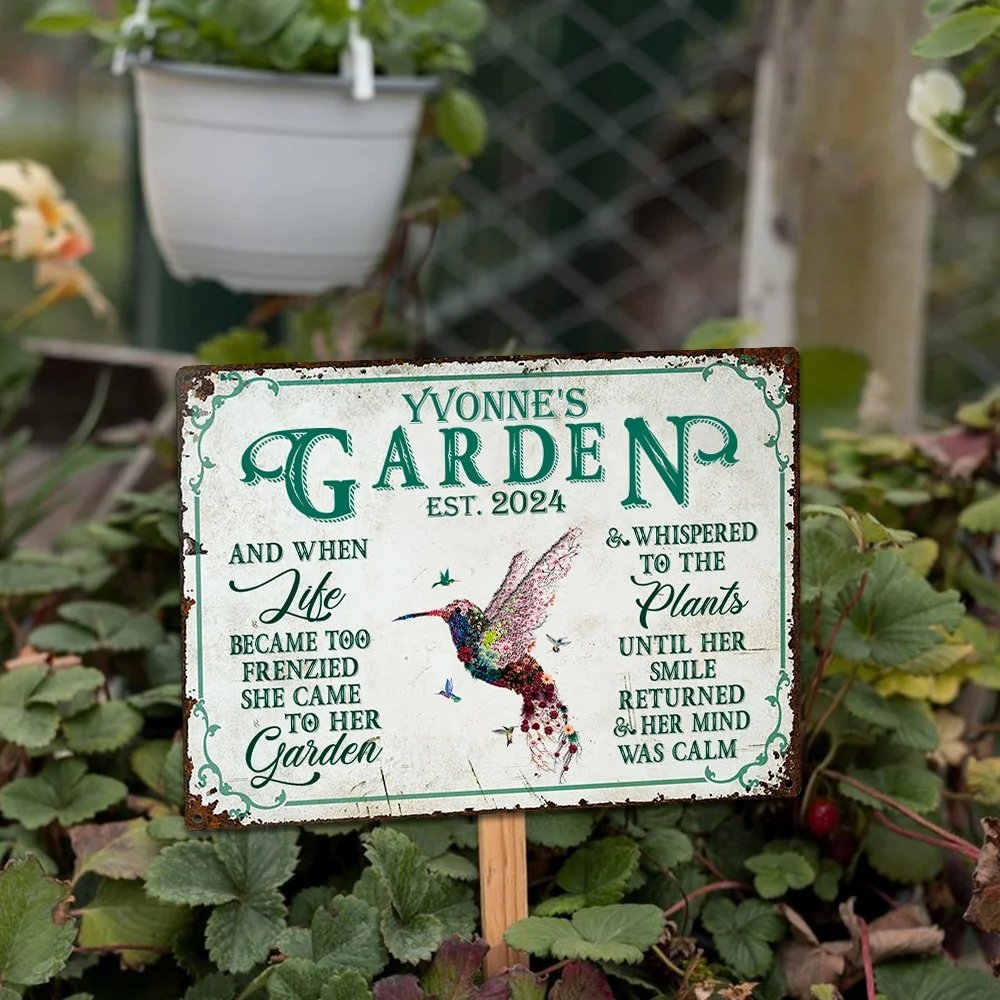 YVONNE'S
GARDEN
EST. 2024
AND WHEN
Life
BECAME TOO
FRENZIED
SHE CAME
TO HER
Garden
& WHISPERED
TO THE
Plants
UNTIL HER
SMILE
RETURNED
& HER MIND
WAS CALM